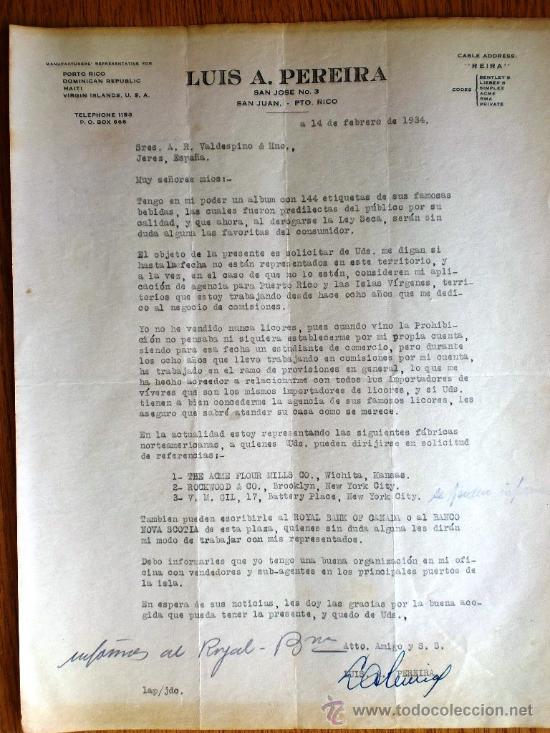 MANUFACTURERS' REPRESENTATIVE FOR
PORTO RICO
DOMINICAN REPUBLIC
HAITI
VIRGIN ISLANDS, U. S. A.
TELEPHONE 1193
P. O. BOX 666
LUIS A. PEREIRA
SAN JOSE No. 3
SAN JUAN, - PTO. RICO
CABLE ADDRESS:
"REIRA"
CODES
BENTLEY'S
LIEBER'S
SIMPLEX
ACME
RMA
PRIVATE
a 14 de febrero de 1934.
Sres. A. R. Valdespino & Hno.,
Jerez, España.
Muy señores mios:-
Tengo en mi poder un album con 144 etiquetas de sus famosas
bebidas, las cuales fueron predilectas del público por su
calidad, y que ahora, al derogarse la Ley Seca, serán sin
duda alguna las favoritas del consumidor.
El objeto de la presente es solicitar de Uds. me digan si
hasta la fecha no están representados en este territorio, y
a la vez, en el caso de que no lo estén, consideren mi apli-
cación de agencia para Puerto Rico y las Islas Vírgenes, terri-
torios que estoy trabajando desde hace ocho años que me dedi-
co al negocio de comisiones.
Yo no he vendido nunca licores, pues cuando vino la Prohibi-
ción no pensaba ni siquiera establecerme por mi propia cuenta,
siendo para esa fecha un estudiante de comercio, pero durante
los ocho años que llevo trabajando en comisiones por mi cuenta,
he trabajado en el ramo de provisiones en general, lo que me
ha hecho acreedor a relacionarme con todos los importadores de
víveres que son los mismos importadores de licores, y si Uds.
tienen a bien concederme la agencia de sus famosos licores, les
aseguro que sabré atender su casa como se merece.
En la actualidad estoy representando las siguientes fábricas
norteamericanas, a quienes Uds. pueden dirijirse en solicitud
de referencias:-
1- THE ACME FLOUR MILLS CO., Wichita, Kansas.
2- ROCKWOOD & CO., Brooklyn, New York City.
3- V. M. GIL, 17, Battery Place, New York City.
Tambien pueden escribirle al ROYAL BANK OF CANADA o al BANCO
NOVA SCOTIA de esta plaza, quienes sin duda alguna les dirán
mi modo de trabajar con mis representados.
Debo informarles que yo tengo una buena organización en mi ofi-
cina con vendedores y sub-agentes en los principales puertos de
la isla.
En espera de sus noticias, les doy las gracias por la buena aco-
gida que pueda tener la presente, y quedo de Uds.,
informes al Royal - Bnc
Atto. Amigo y S. S.
LUIS A. PEREIRA
lap/jdc.
todocoleccion
www.todocoleccion.net